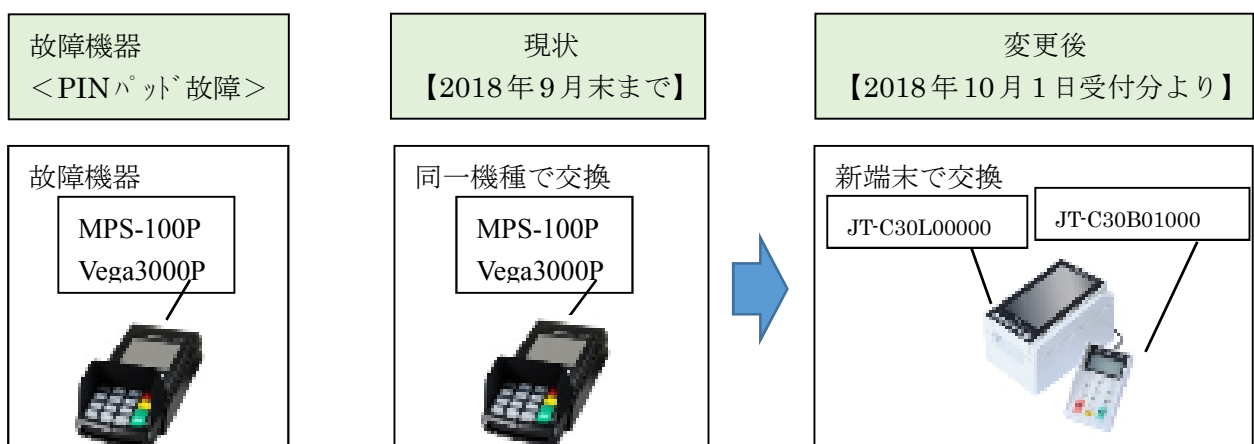 故障機器
＜PINﾊﾟｯﾄﾞ故障＞
現状
【2018年9月末まで】
変更後
【2018年10月1日受付分より】
故障機器
MPS-100P
Vega3000P
同一機種で交換
MPS-100P
Vega3000P
新端末で交換
JT-C30L00000
JT-C30B01000